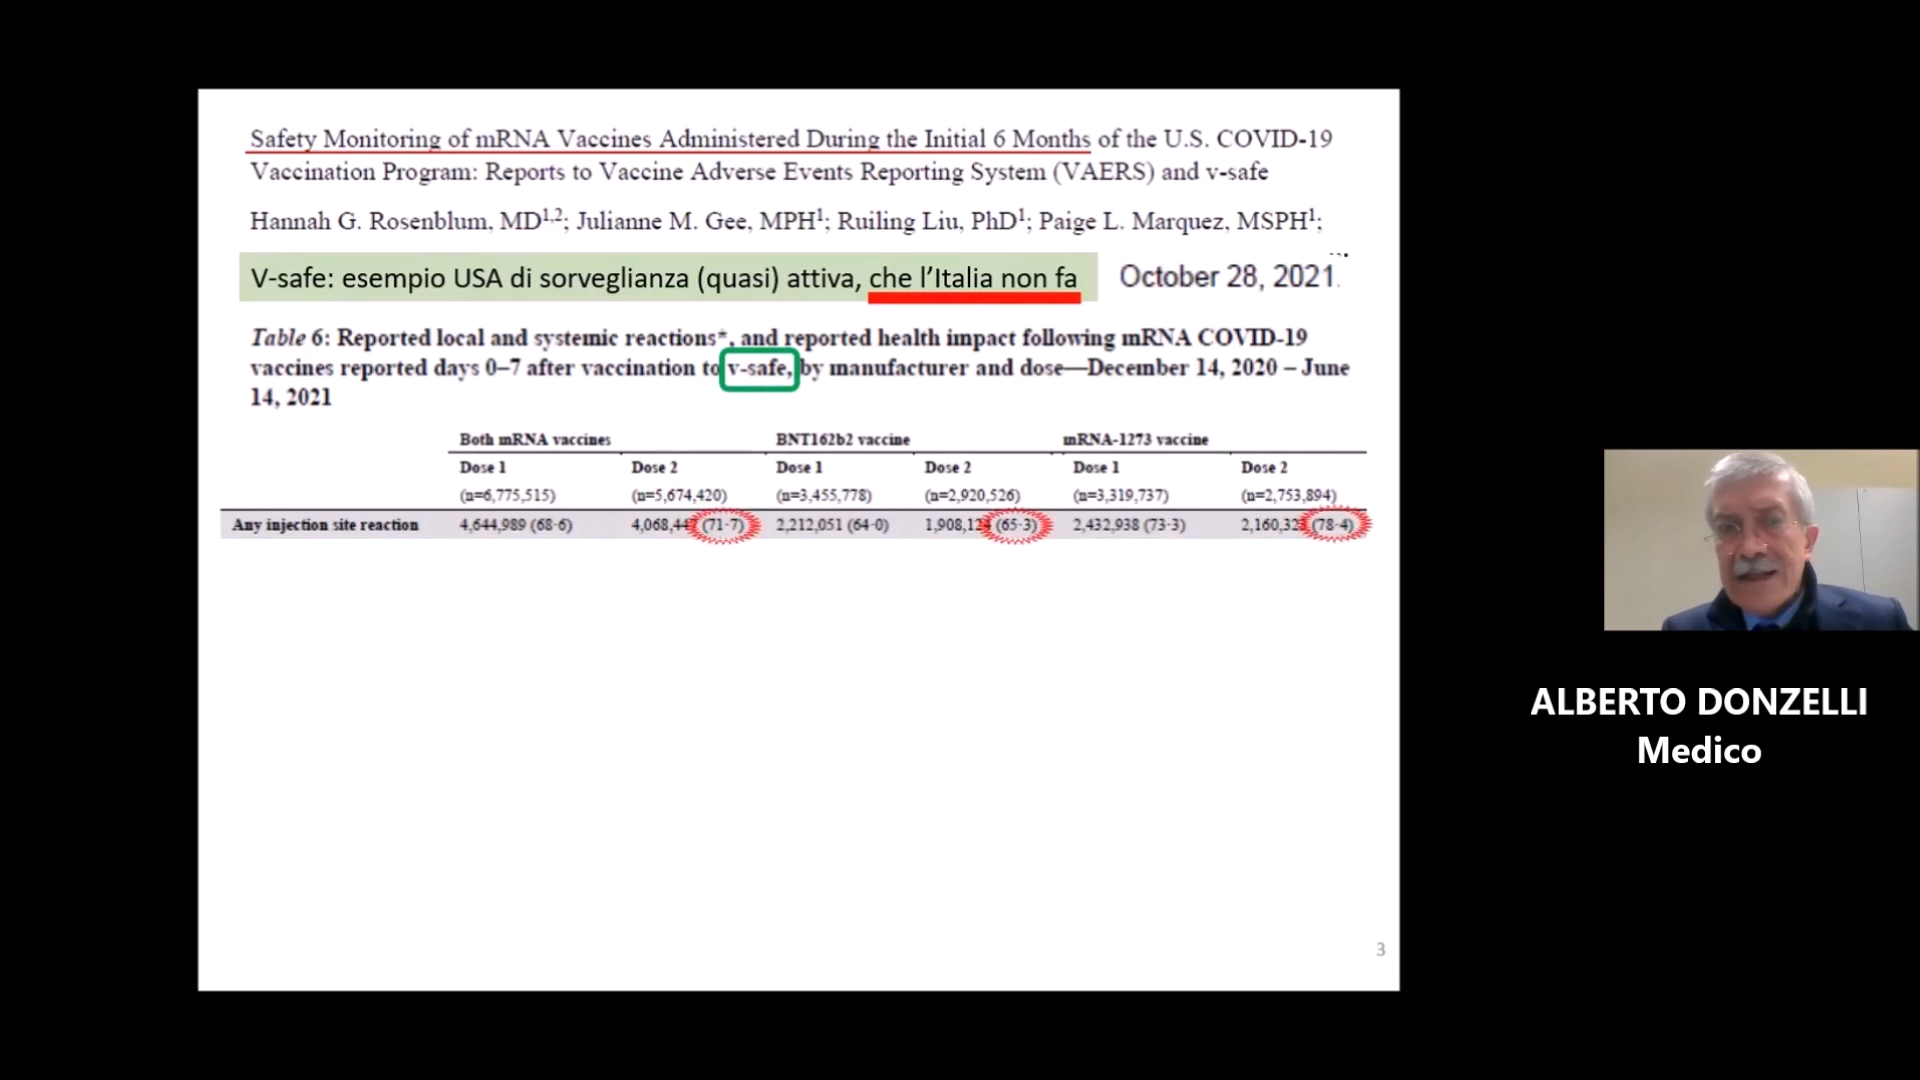 Safety Monitoring of mRNA Vaccines Administered During the Initial 6 Months of the U.S. COVID-19
Vaccination Program: Reports to Vaccine Adverse Events Reporting System (VAERS) and v-safe
Hannah G. Rosenblum, MD1,2; Julianne M. Gee, MPH1; Ruiling Liu, PhD1; Paige L. Marquez, MSPH1;
V-safe: esempio USA di sorveglianza (quasi) attiva, che l'Italia non fa October 28, 2021.
Table 6: Reported local and systemic reactions*, and reported health impact following mRNA COVID-19
vaccines reported days 0–7 after vaccination to v-safe, by manufacturer and dose—December 14, 2020 – June
14, 2021
Both mRNA vaccines BNT162b2 vaccine mRNA-1273 vaccine
Dose 1 Dose 2 Dose 1 Dose 2 Dose 1 Dose 2
(n=6,775,515) (n=5,674,420) (n=3,455,778) (n=2,920,526) (n=3,319,737) (n=2,753,894)
Any injection site reaction 4,644,989 (68·6) (71·7) 2,212,051 (64·0) 1,908,124 (65·3) 2,432,938 (73·3) (78·4)
3
ALBERTO DONZELLI
Medico